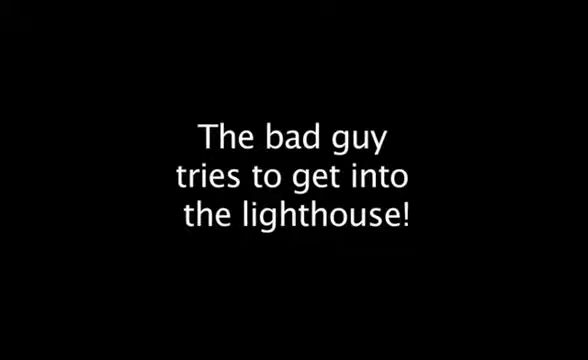 The bad guy
tries to get into
the lighthouse!